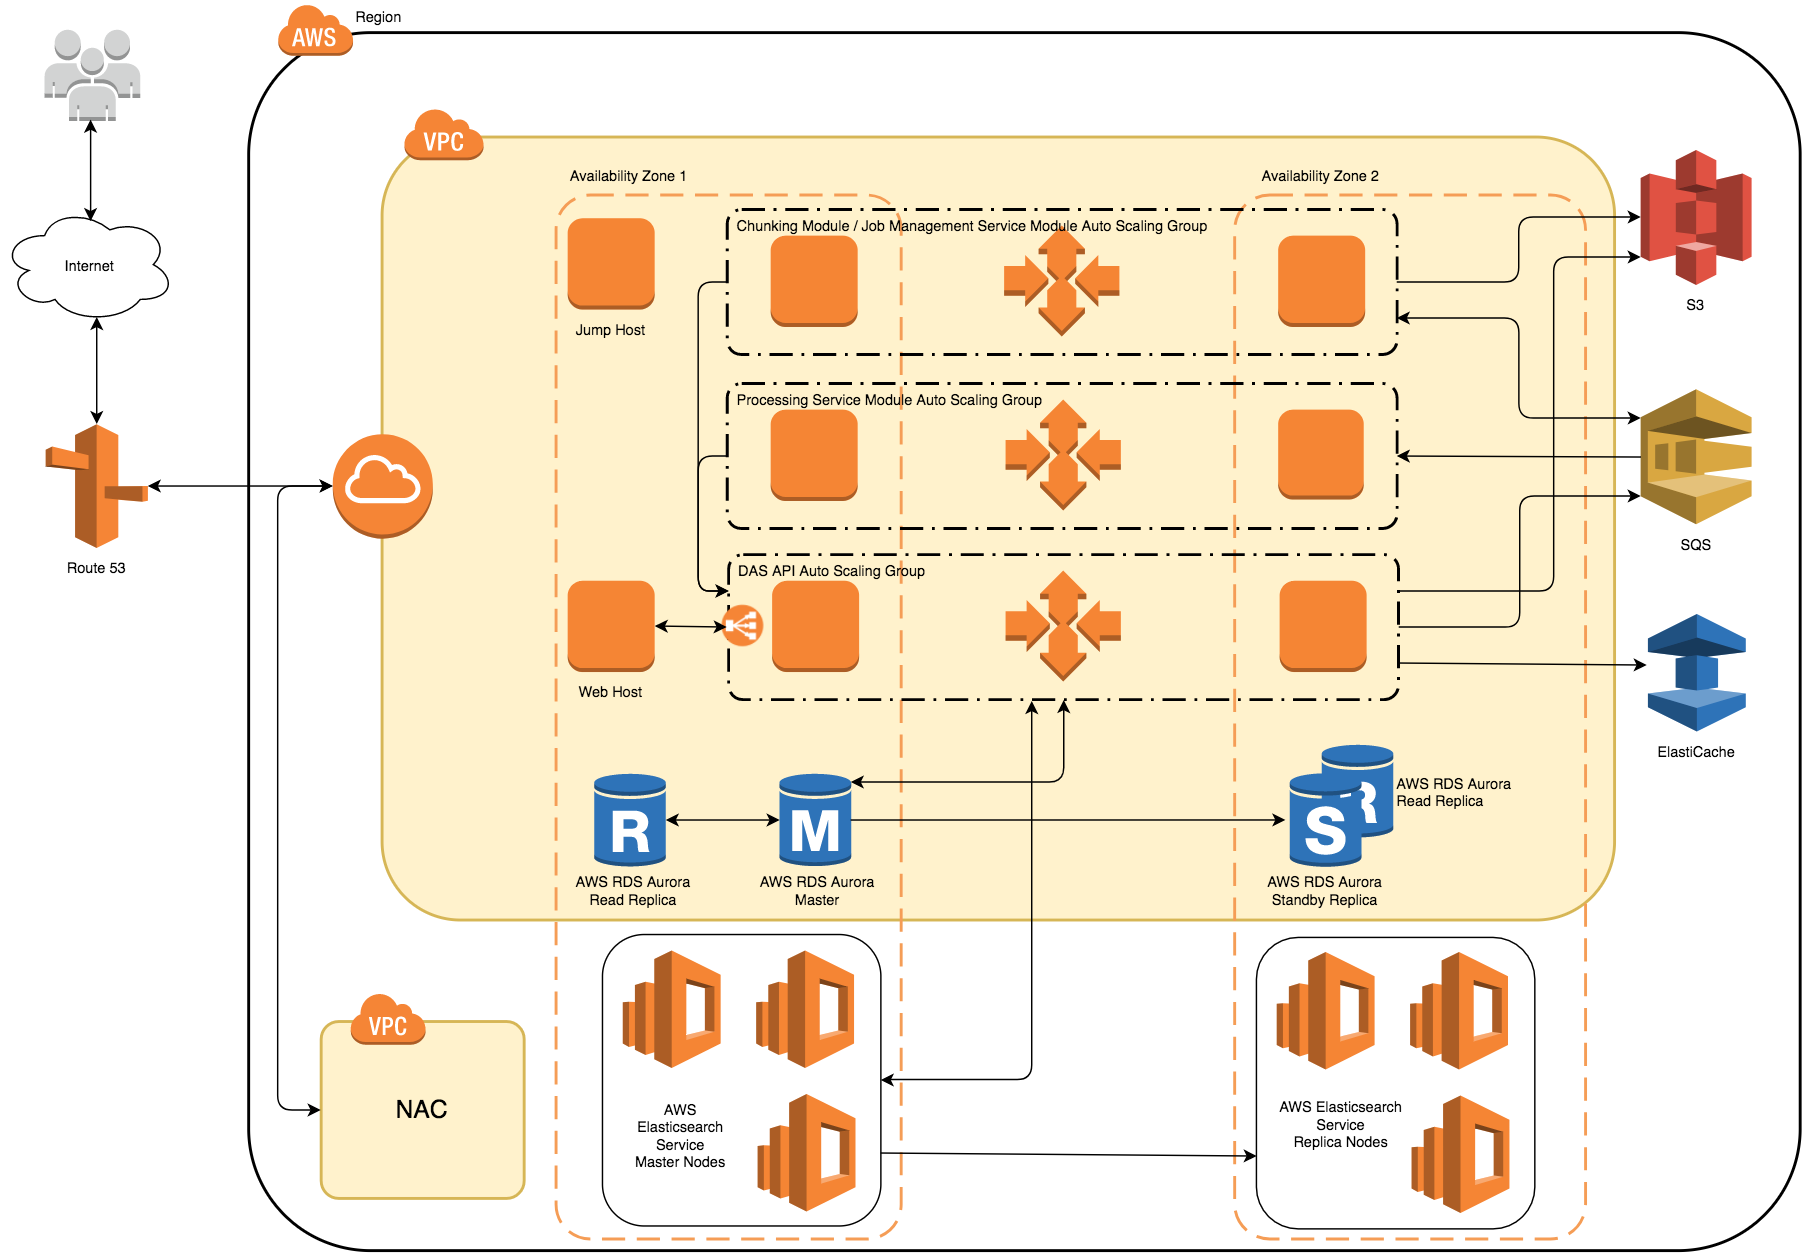 Region
AWS
VPC
Availability Zone 1
Availability Zone 2
Chunking Module / Job Management Service Module Auto Scaling Group
Internet
S3
Jump Host
Processing Service Module Auto Scaling Group
SQS
Route 53
DAS API Auto Scaling Group
Web Host
ElastiCache
AWS RDS Aurora
Read Replica
R
M
S
R
AWS RDS Aurora
Read Replica
AWS RDS Aurora
Master
AWS RDS Aurora
Standby Replica
VPC
NAC
AWS
Elasticsearch
Service
Master Nodes
AWS Elasticsearch
Service
Replica Nodes